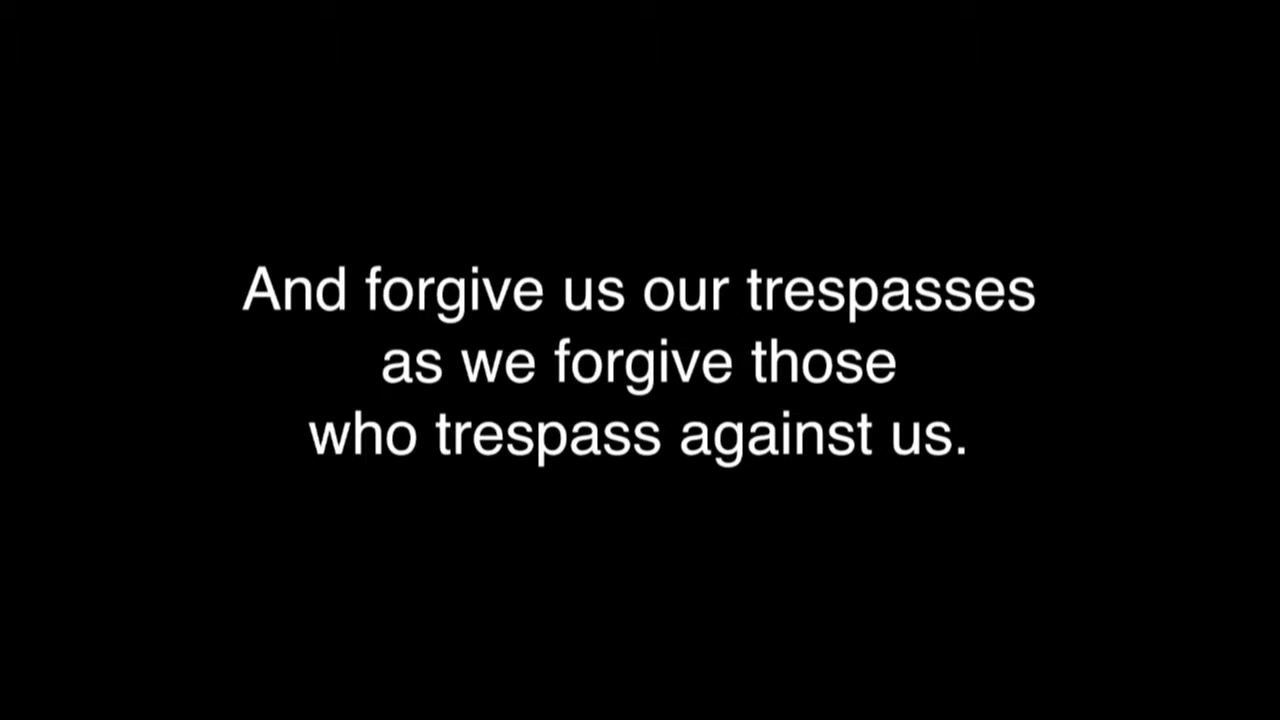 And forgive us our trespasses
as we forgive those
who trespass against us.